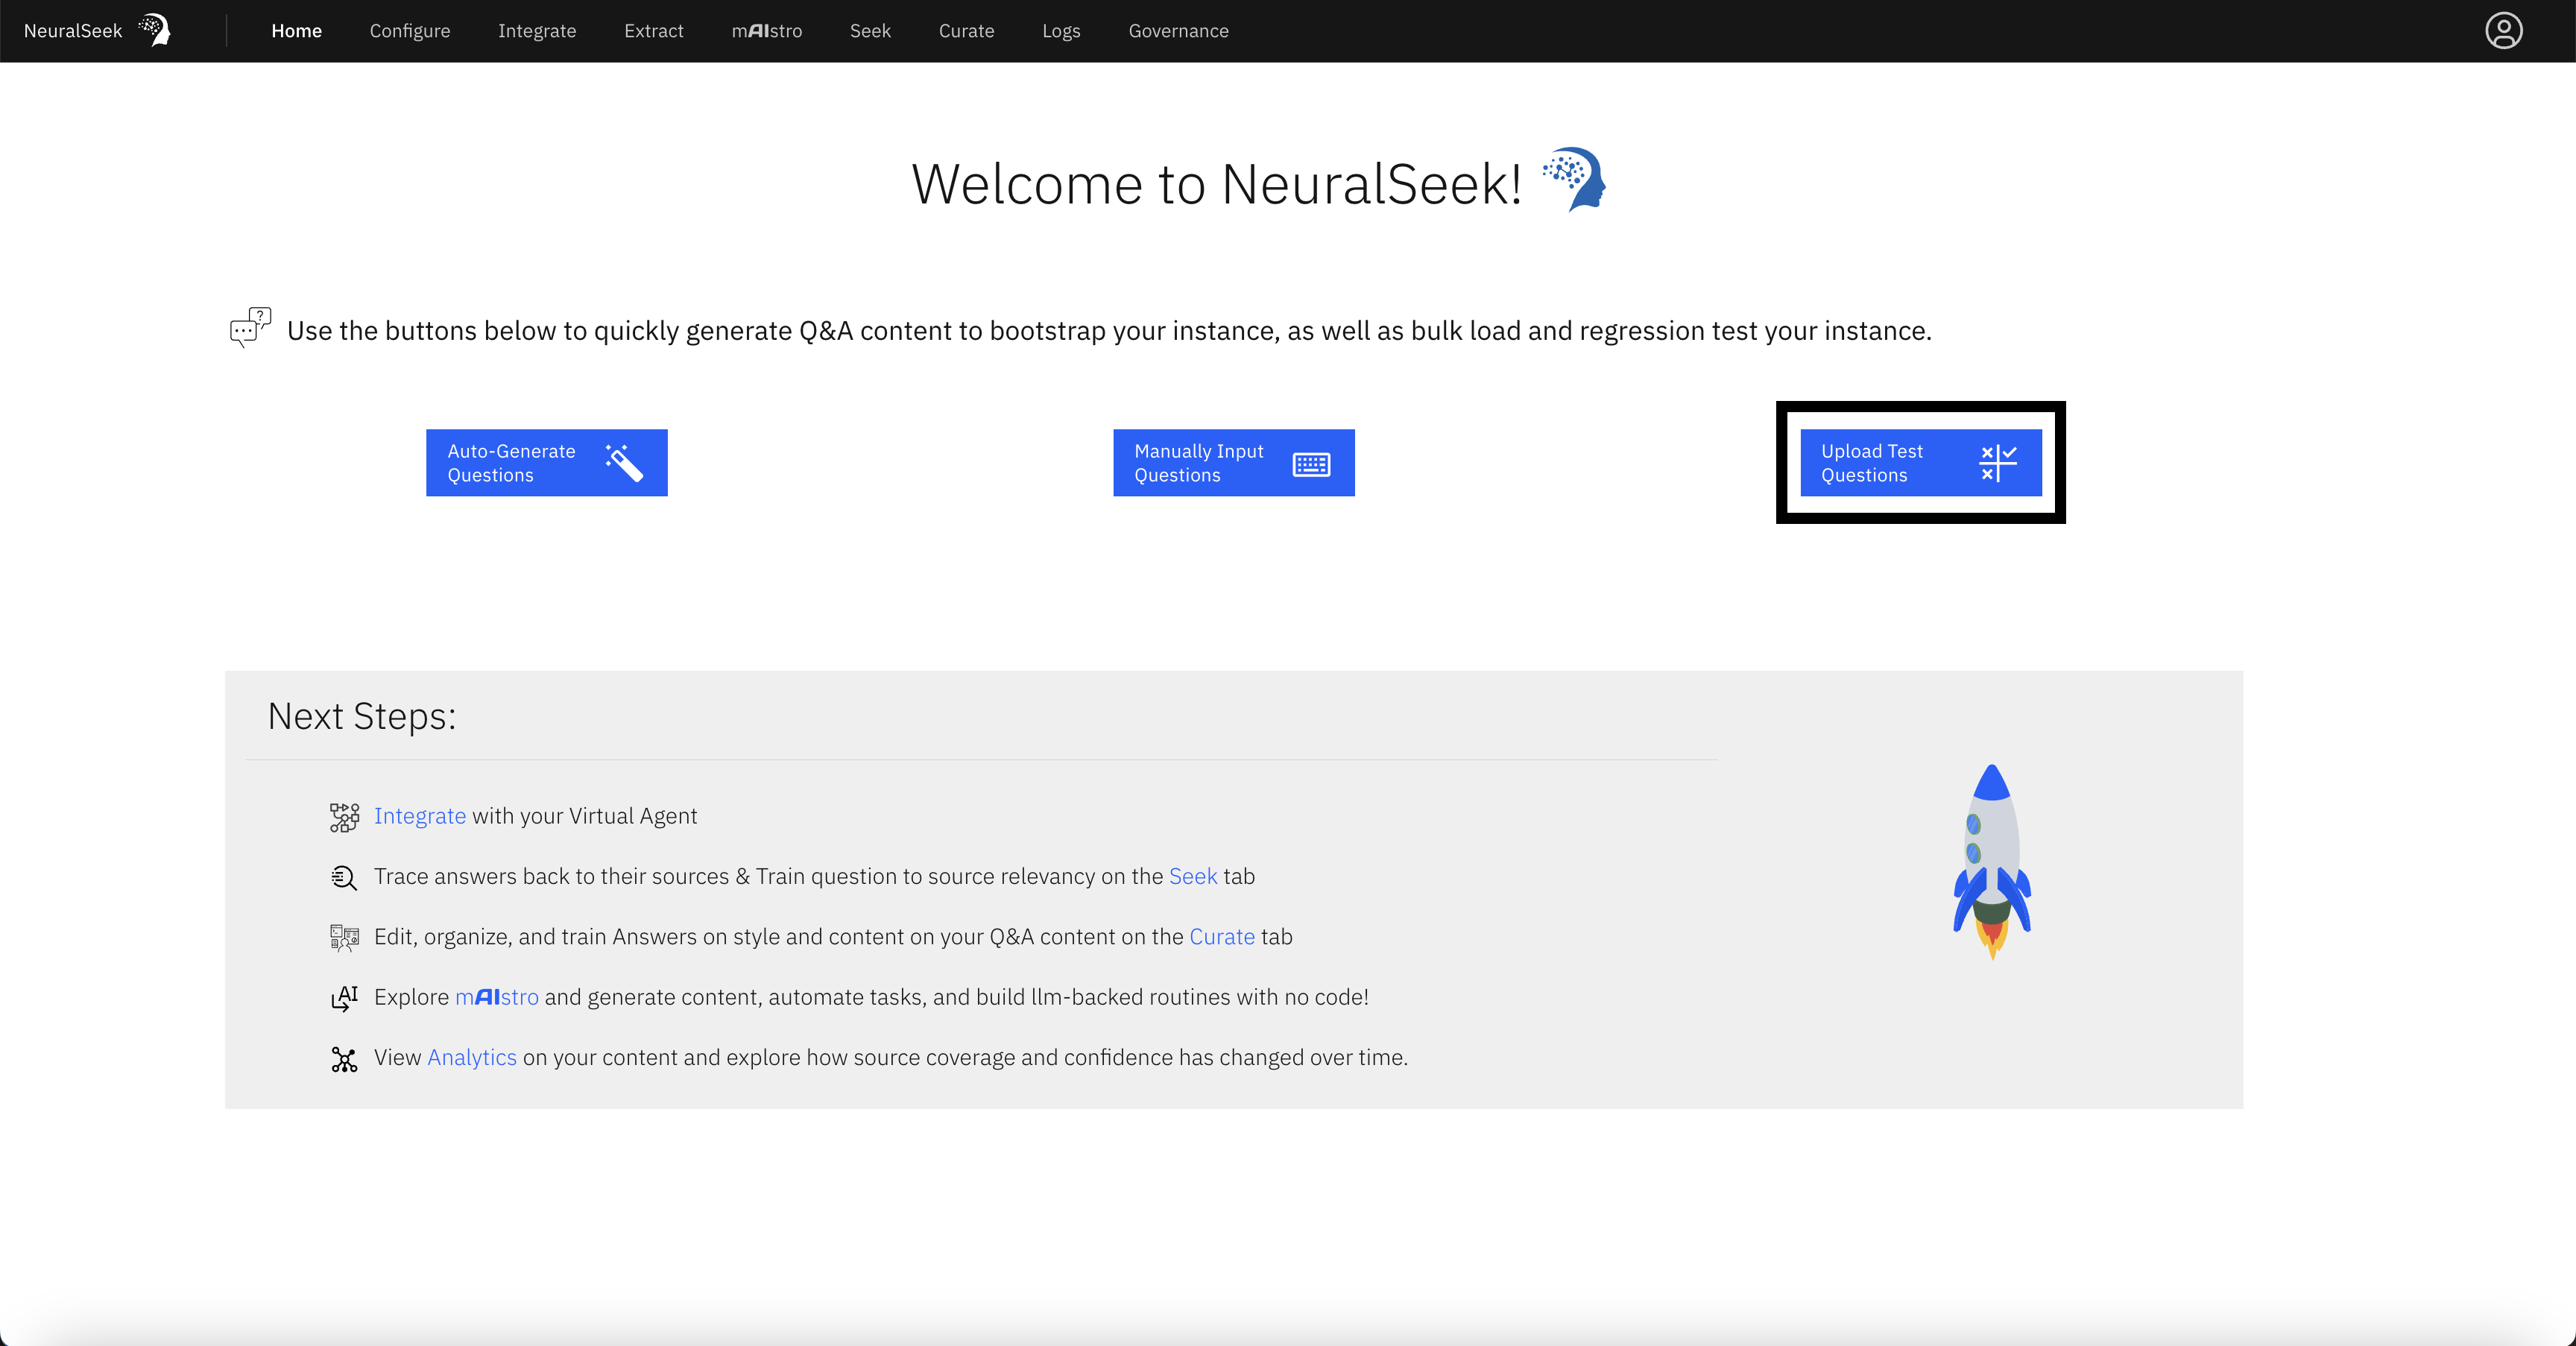 NeuralSeek
Home Configure Integrate Extract mAIstro Seek Curate Logs Governance
Welcome to NeuralSeek!
Use the buttons below to quickly generate Q&A content to bootstrap your instance, as well as bulk load and regression test your instance.
Auto-Generate
Questions
Manually Input
Questions
Upload Test
Questions
Next Steps:
Integrate with your Virtual Agent
Trace answers back to their sources & Train question to source relevancy on the Seek tab
Edit, organize, and train Answers on style and content on your Q&A content on the Curate tab
AI Explore mAIstro and generate content, automate tasks, and build llm-backed routines with no code!
View Analytics on your content and explore how source coverage and confidence has changed over time.